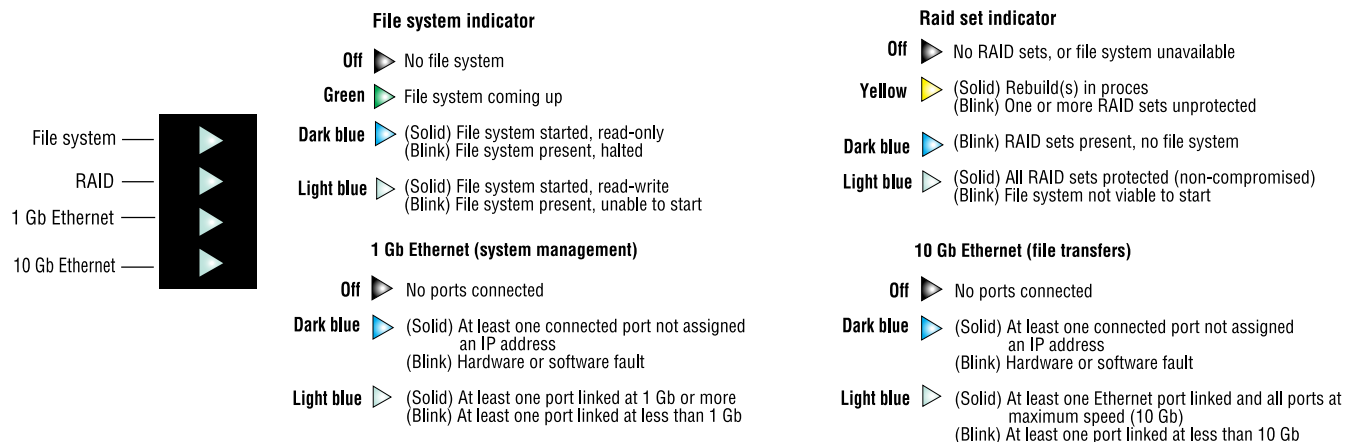 File system
RAID
1 Gb Ethernet
10 Gb Ethernet
File system indicator
Off No file system
Green File system coming up
Dark blue (Solid) File system started, read-only
(Blink) File system present, halted
Light blue (Solid) File system started, read-write
(Blink) File system present, unable to start
Raid set indicator
Off No RAID sets, or file system unavailable
Yellow (Solid) Rebuild(s) in proces
(Blink) One or more RAID sets unprotected
Dark blue (Blink) RAID sets present, no file system
Light blue (Solid) All RAID sets protected (non-compromised)
(Blink) File system not viable to start
1 Gb Ethernet (system management)
Off No ports connected
Dark blue (Solid) At least one connected port not assigned
an IP address
(Blink) Hardware or software fault
Light blue (Solid) At least one port linked at 1 Gb or more
(Blink) At least one port linked at less than 1 Gb
10 Gb Ethernet (file transfers)
Off No ports connected
Dark blue (Solid) At least one connected port not assigned
an IP address
(Blink) Hardware or software fault
Light blue (Solid) At least one Ethernet port linked and all ports at
maximum speed (10 Gb)
(Blink) At least one port linked at less than 10 Gb